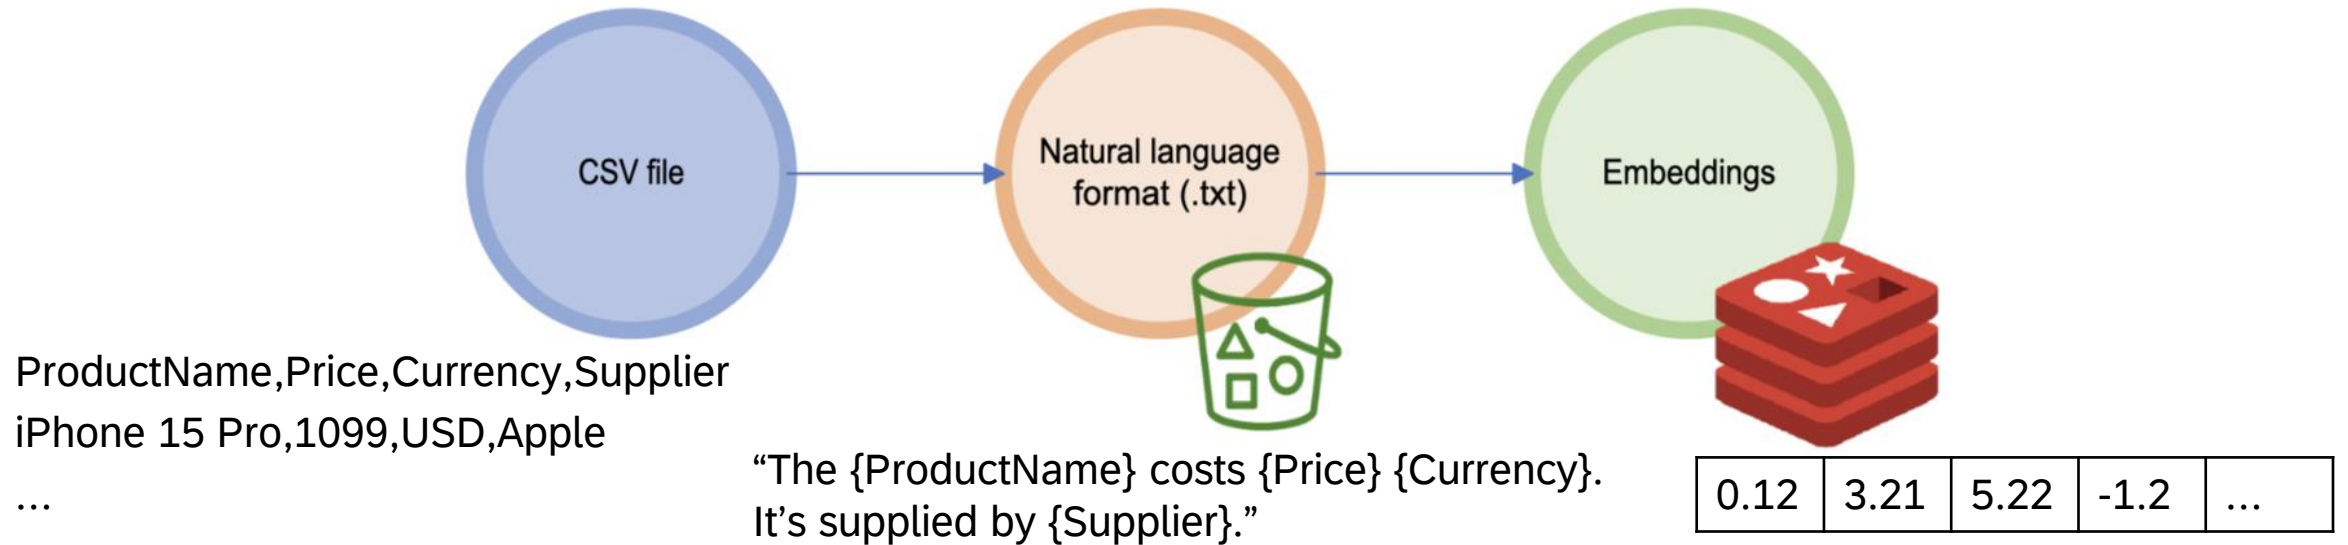 CSV file
Natural language
format (.txt)
Embeddings
ProductName,Price,Currency,Supplier
iPhone 15 Pro,1099,USD,Apple
...
“The {ProductName} costs {Price} {Currency}.
It’s supplied by {Supplier}.”
0.12 3.21 5.22 -1.2 ...